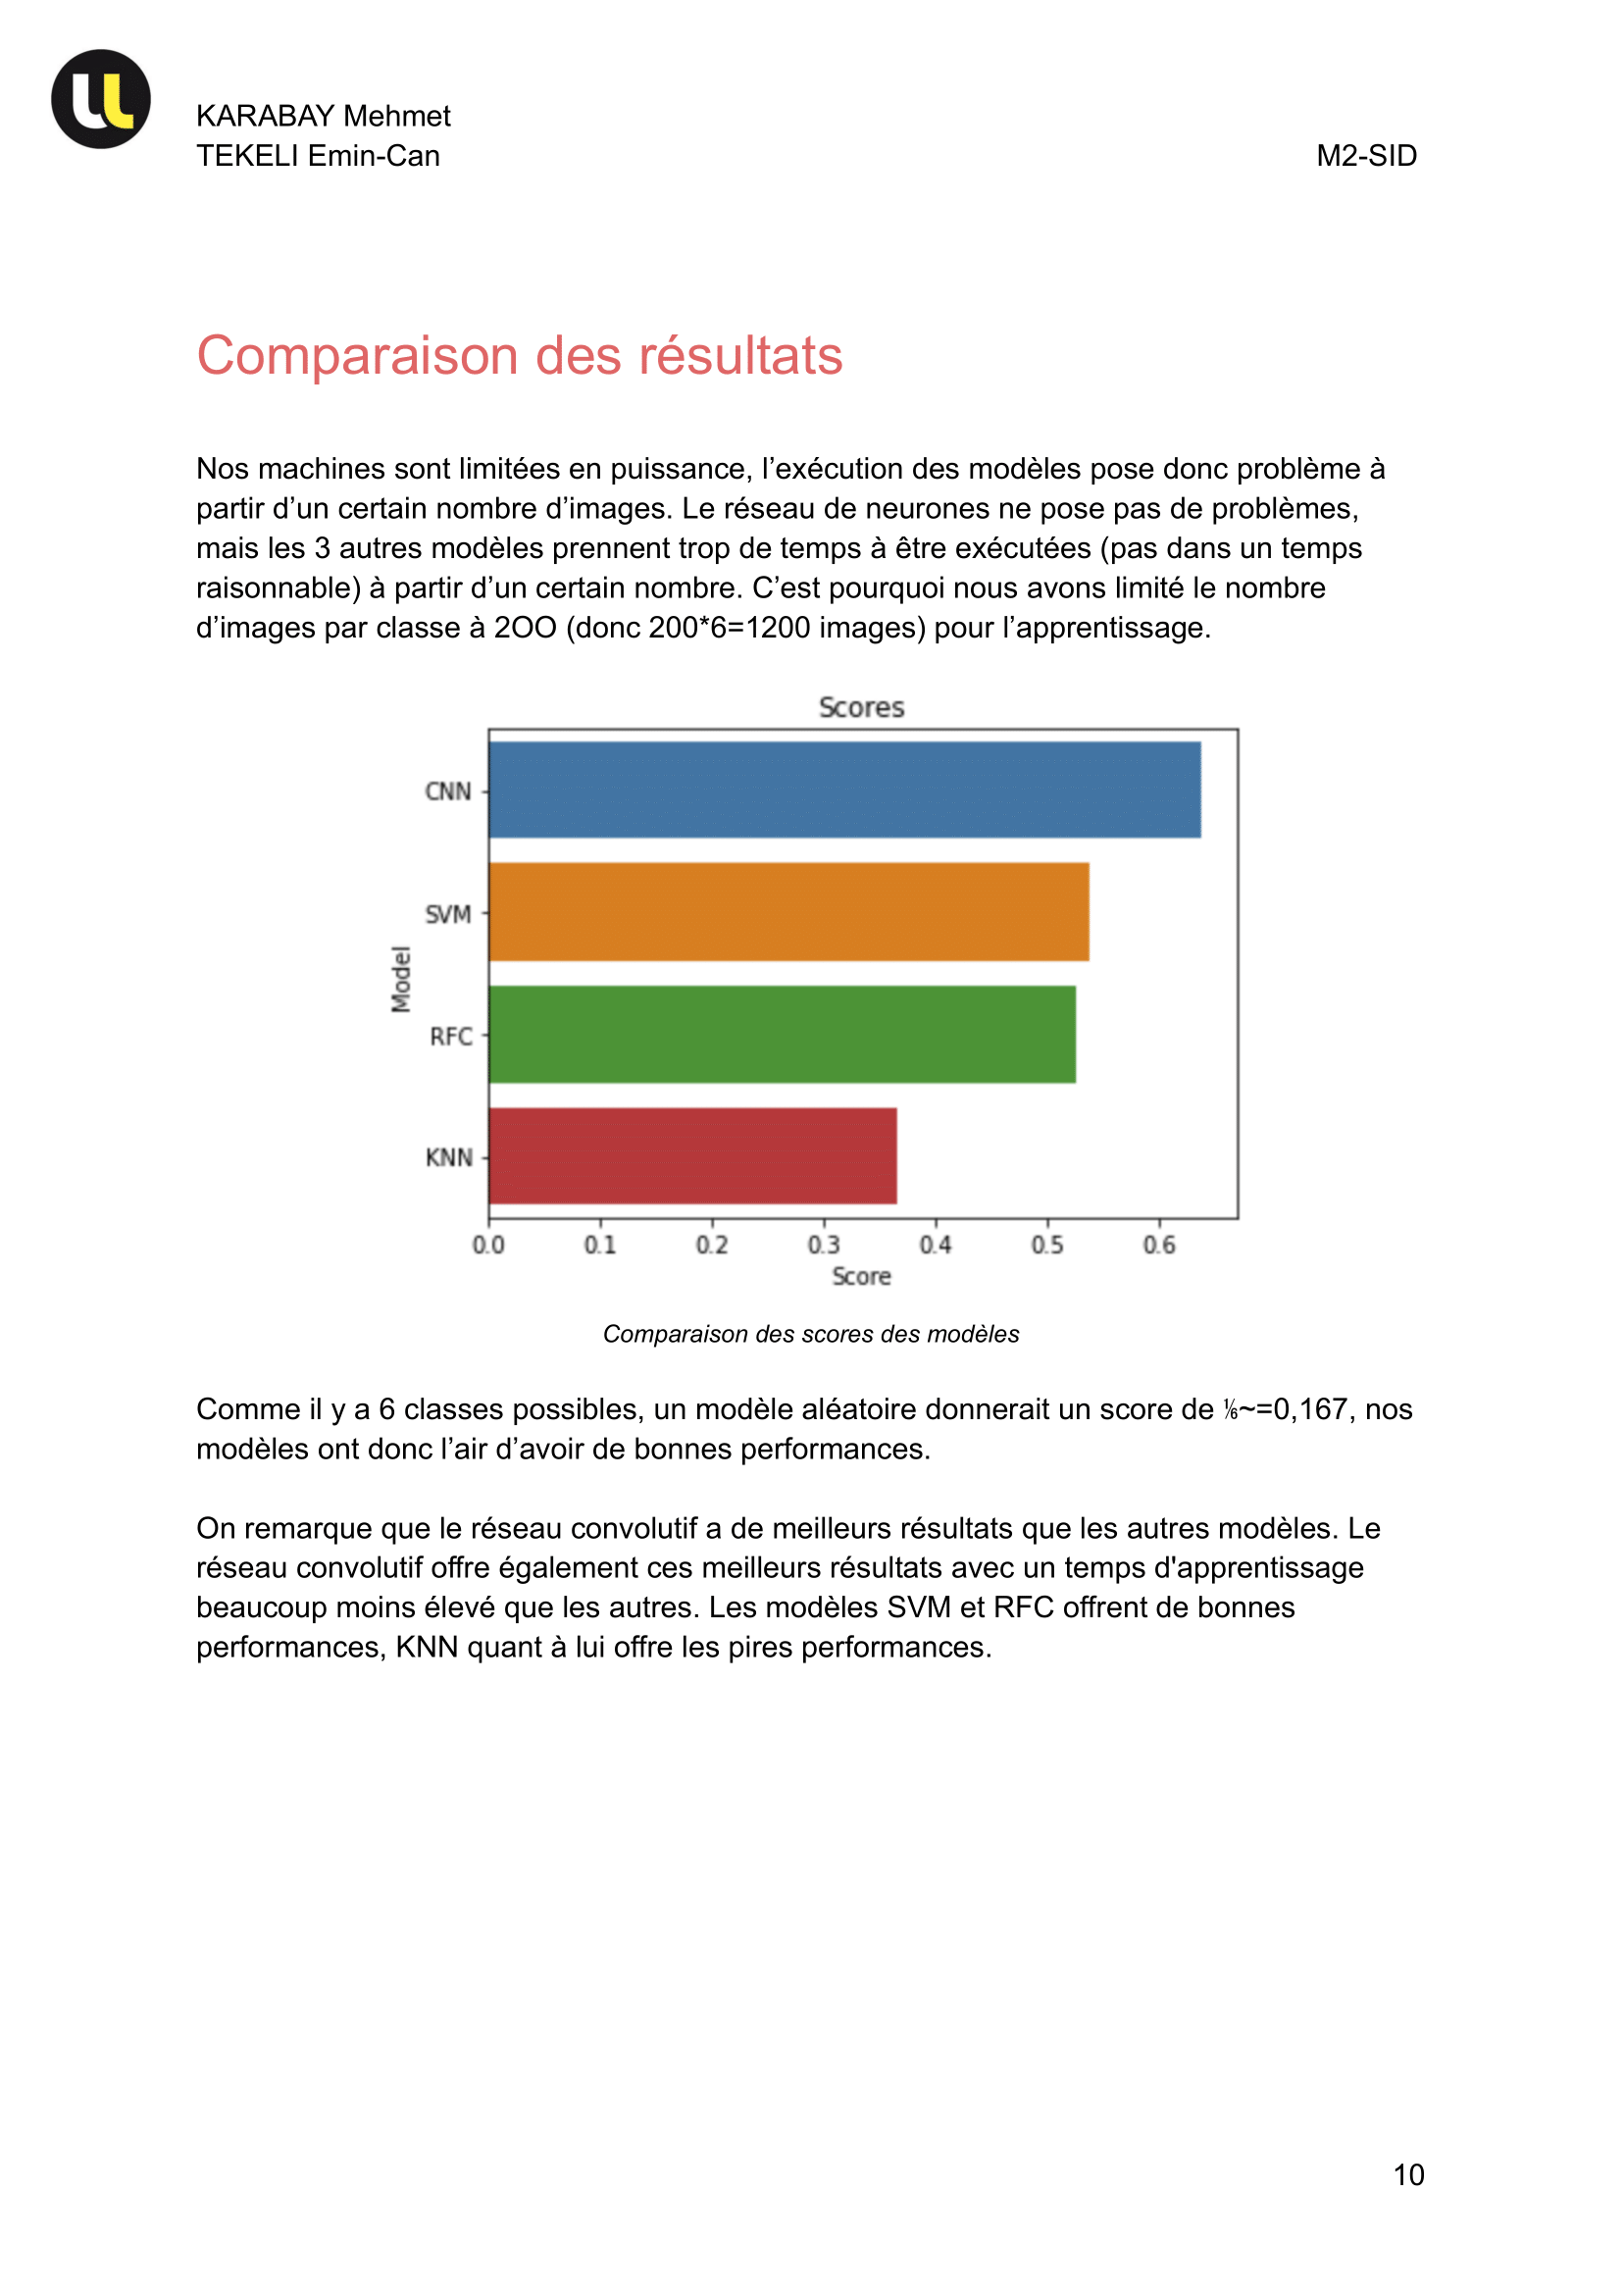 KARABAY Mehmet
TEKELI Emin-Can M2-SID
Comparaison des résultats
Nos machines sont limitées en puissance, l’exécution des modèles pose donc problème à
partir d’un certain nombre d’images. Le réseau de neurones ne pose pas de problèmes,
mais les 3 autres modèles prennent trop de temps à être exécutées (pas dans un temps
raisonnable) à partir d’un certain nombre. C’est pourquoi nous avons limité le nombre
d’images par classe à 2OO (donc 200*6=1200 images) pour l’apprentissage.
Scores
CNN
SVM
Model
RFC
KNN
0.0 0.1 0.2 0.3 0.4 0.5 0.6
Score
Comparaison des scores des modèles
Comme il y a 6 classes possibles, un modèle aléatoire donnerait un score de ⅙~=0,167, nos
modèles ont donc l’air d’avoir de bonnes performances.
On remarque que le réseau convolutif a de meilleurs résultats que les autres modèles. Le
réseau convolutif offre également ces meilleurs résultats avec un temps d'apprentissage
beaucoup moins élevé que les autres. Les modèles SVM et RFC offrent de bonnes
performances, KNN quant à lui offre les pires performances.
10